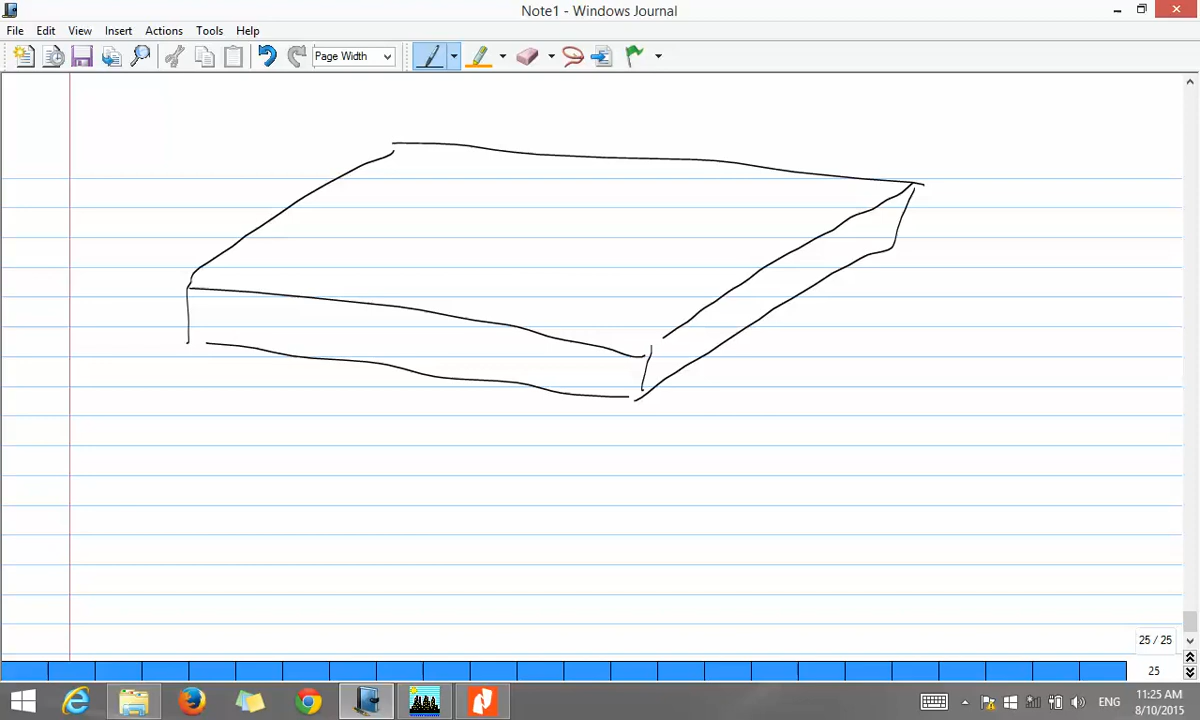 Note1 - Windows Journal
File Edit View Insert Actions Tools Help
Page Width
25 / 25
25
ENG
11:25 AM
8/10/2015